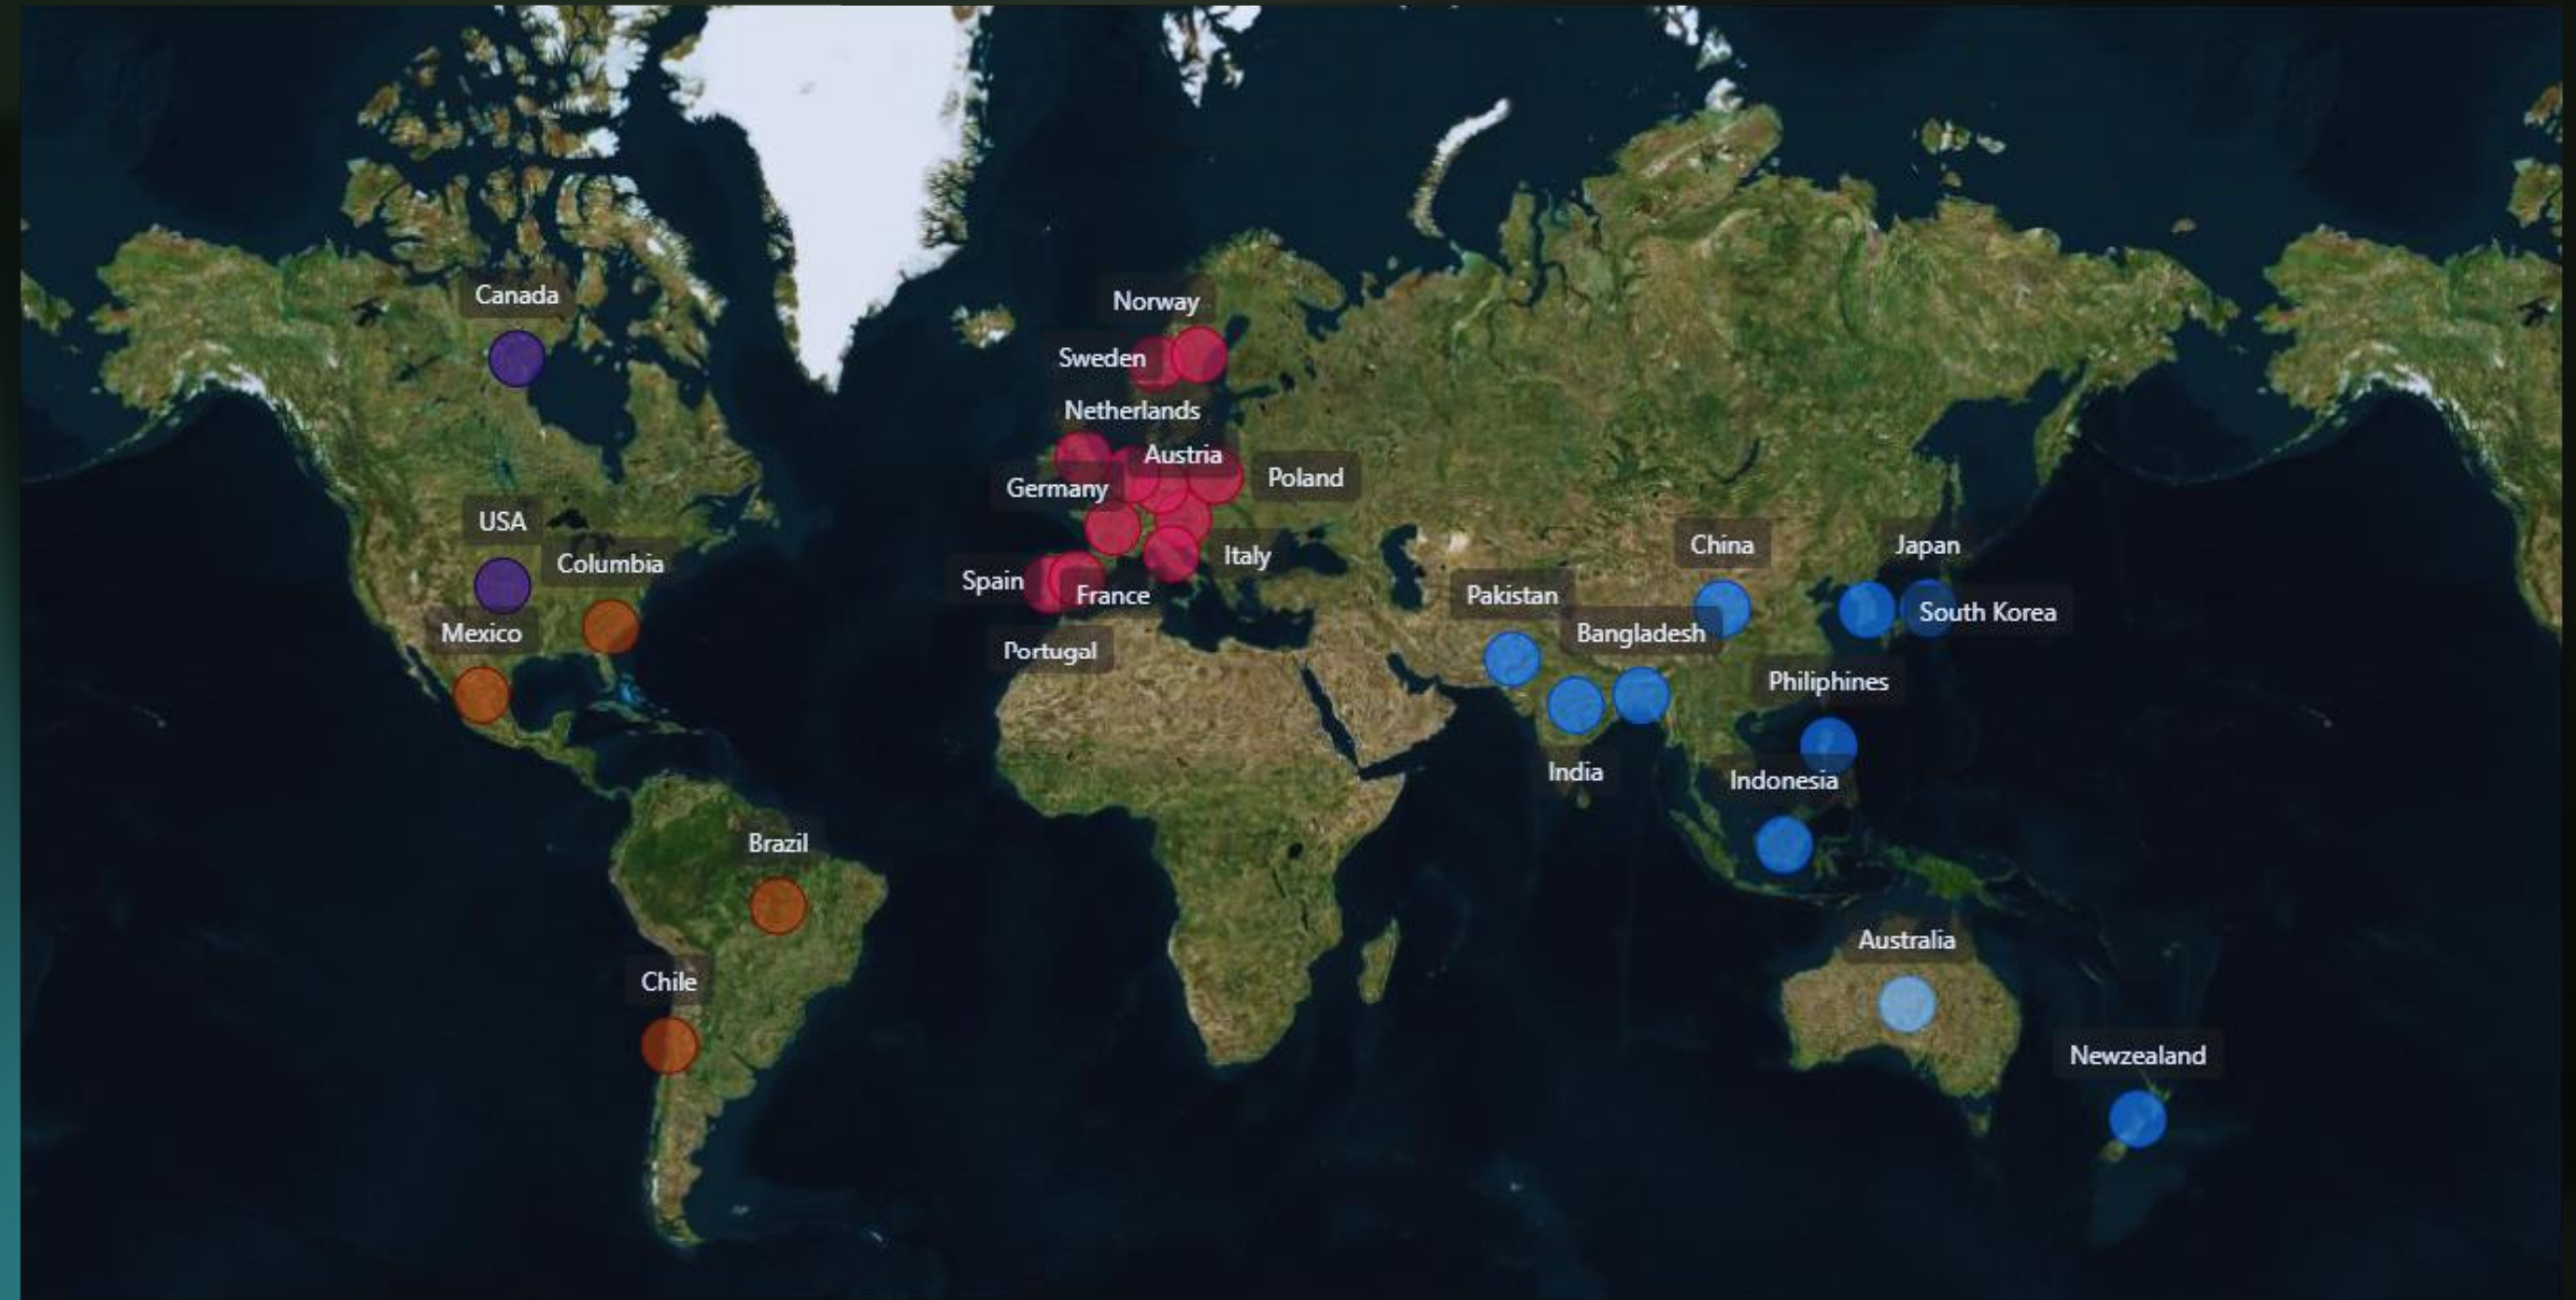 Canada
Norway
Sweden
Netherlands
Austria
Poland
Germany
USA
Columbia
China
Japan
Italy
Spain
France
Pakistan
South Korea
Bangladesh
Mexico
Portugal
Philiphines
India
Indonesia
Brazil
Australia
Chile
Newzealand